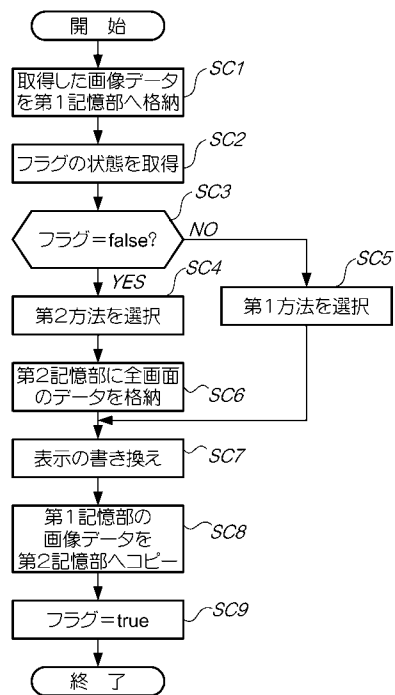 開 始
取得した画像データ
を第1記憶部へ格納
SC1
フラグの状態を取得
SC2
フラグ=false?
SC3
NO
YES
第2方法を選択
SC4
第1方法を選択
SC5
第2記憶部に全画面
のデータを格納
SC6
表示の書き換え
SC7
第1記憶部の
画像データを
第2記憶部へコピー
SC8
フラグ=true
SC9
終 了